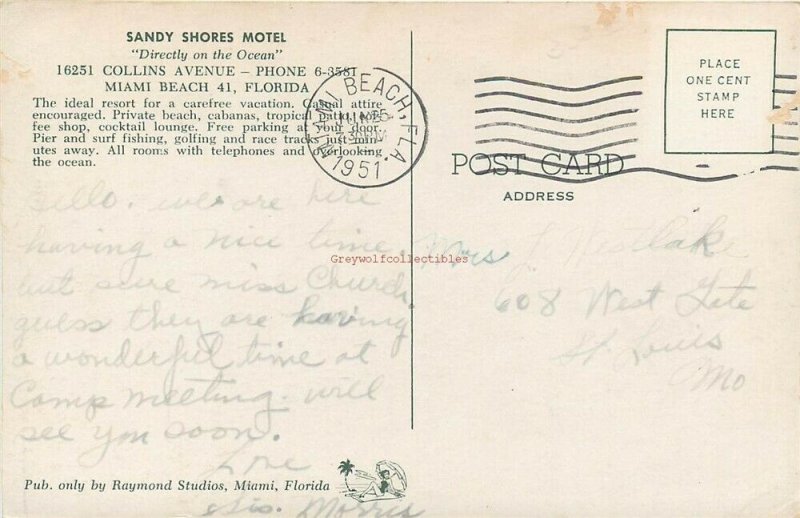 SANDY SHORES MOTEL
"Directly on the Ocean"
16251 COLLINS AVENUE – PHONE 6-3581
MIAMI BEACH 41, FLORIDA
The ideal resort for a carefree vacation. Casual attire
encouraged. Private beach, cabanas, tropical patio, cof-
fee shop, cocktail lounge. Free parking at your door.
Pier and surf fishing, golfing and race tracks just min-
utes away. All rooms with telephones and overlooking
the ocean.
Hello. we are here
having a nice time.
but sure miss Church.
guess they are having
a wonderful time at
Camp meeting. will
see you soon.
Love
Sis. Morris
Pub. only by Raymond Studios, Miami, Florida
MIAMI BEACH, FLA.
1951
PLACE
ONE CENT
STAMP
HERE
POST CARD
ADDRESS
Greywolfcollectibles
Mrs J Westlake
608 West Gate
St. Louis
Mo